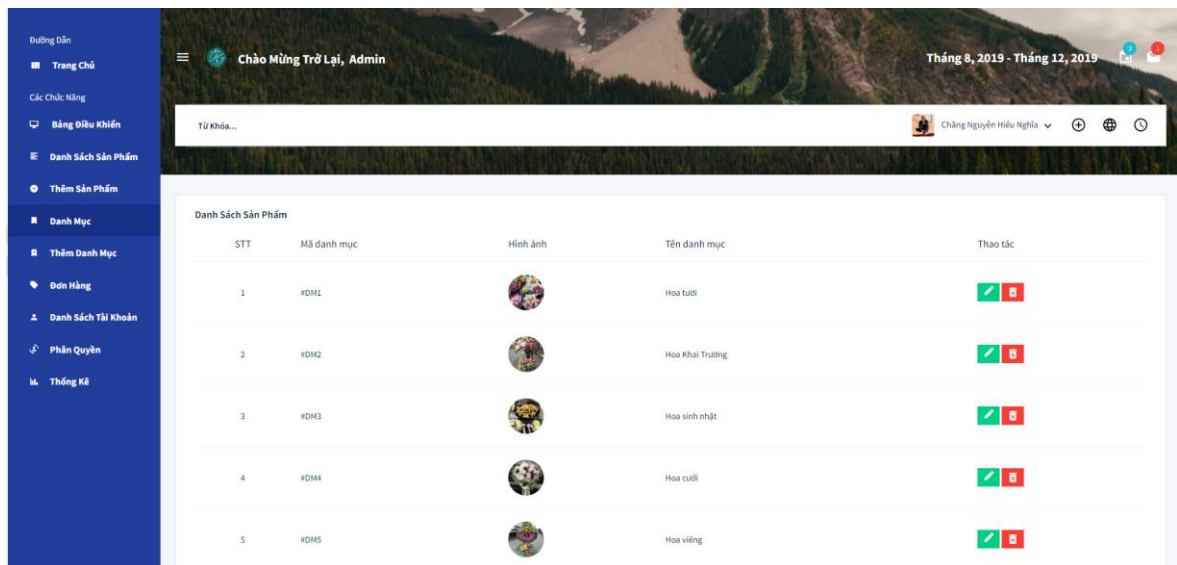 Đường Dẫn
Trang Chủ
Các Chức Năng
Bảng Điều Khiển
Danh Sách Sản Phẩm
Thêm Sản Phẩm
Danh Mục
Thêm Danh Mục
Đơn Hàng
Danh Sách Tài Khoản
Phân Quyền
Thống Kê
Chào Mừng Trở Lại, Admin
Tháng 8, 2019 - Tháng 12, 2019
Từ Khóa...
Chăng Nguyễn Hiếu Nghĩa
Danh Sách Sản Phẩm
STT Mã danh mục Hình ảnh Tên danh mục Thao tác
1 #DM1 Hoa tươi
2 #DM2 Hoa Khai Trương
3 #DM3 Hoa sinh nhật
4 #DM4 Hoa cưới
5 #DM5 Hoa viếng